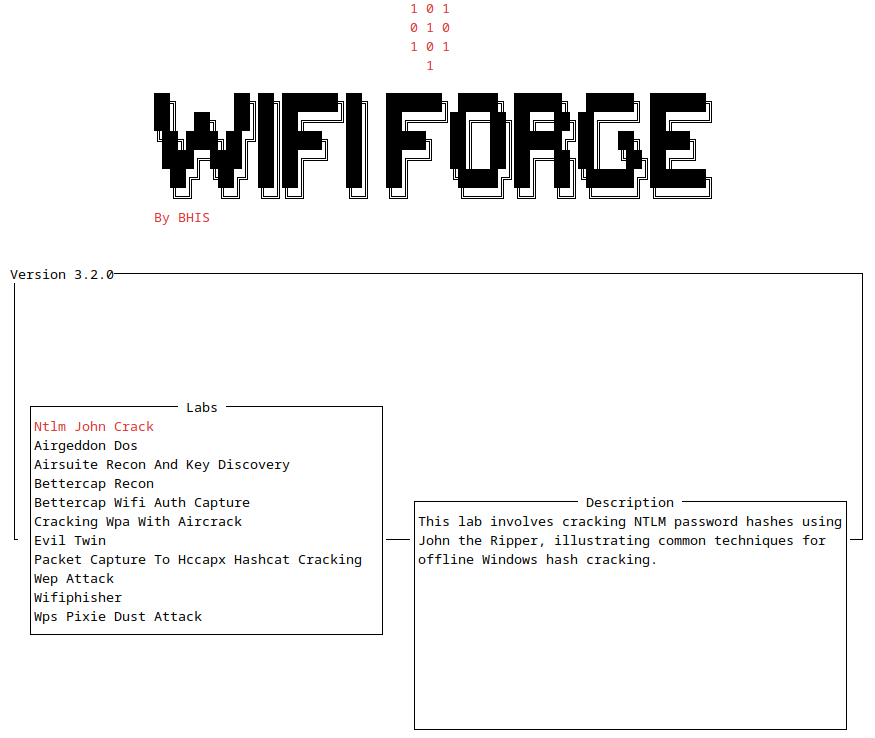 1 0 1
0 1 0
1 0 1
1
WIFI FORGE
By BHIS
Version 3.2.0
Labs
Ntlm John Crack
Airgeddon Dos
Airsuite Recon And Key Discovery
Bettercap Recon
Bettercap Wifi Auth Capture
Cracking Wpa With Aircrack
Evil Twin
Packet Capture To Hccapx Hashcat Cracking
Wep Attack
Wifiphisher
Wps Pixie Dust Attack
Description
This lab involves cracking NTLM password hashes using
John the Ripper, illustrating common techniques for
offline Windows hash cracking.